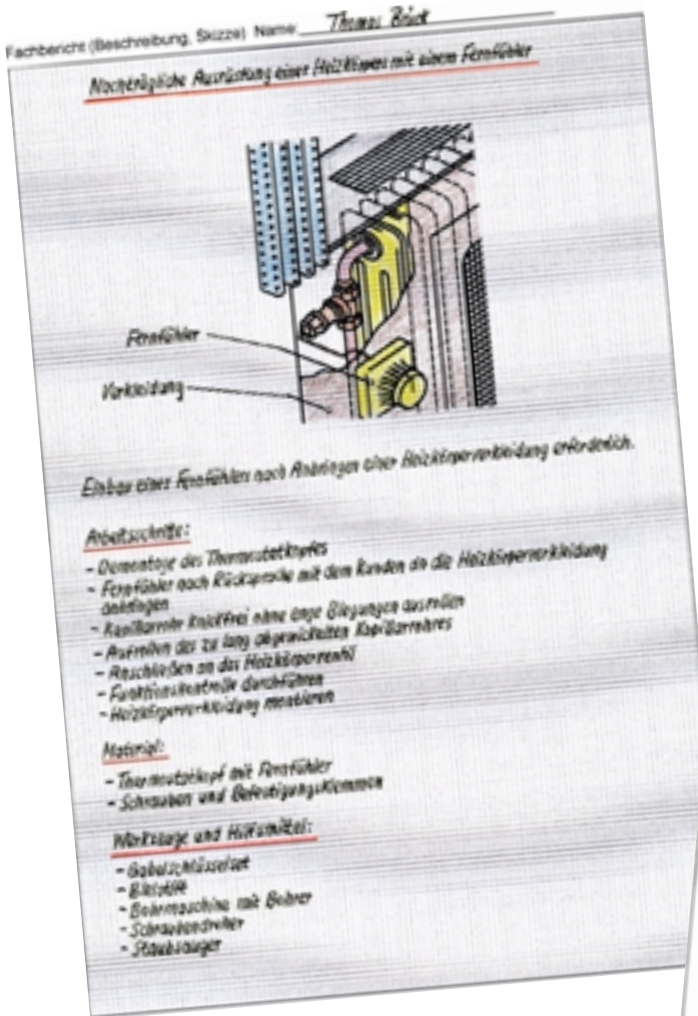 Fachbericht (Beschreibung, Skizze) Name: Thomas Brück
Nachträgliche Ausrüstung eines Heizkörpers mit einem Fernfühler
Fernfühler
Verkleidung
Einbau eines Fernfühlers nach Anbringen einer Heizkörperverkleidung erforderlich.
Arbeitsschritte:
- Demontage des Thermostatkopfes
- Fernfühler nach Rücksprache mit dem Kunden an die Heizkörperverkleidung
anbringen
- Kapillarrohr knickfrei ohne enge Biegungen ausrollen
- Aufrollen des zu lang abgewickelten Kapillarrohres
- Anschließen an das Heizkörperventil
- Funktionskontrolle durchführen
- Heizkörperverkleidung montieren
Material:
- Thermostatkopf mit Fernfühler
- Schrauben und Befestigungsklemmen
Werkzeuge und Hilfsmittel:
- Gabelschlüsselset
- Bleistift
- Bohrmaschine mit Bohrer
- Schraubendreher
- Staubsauger